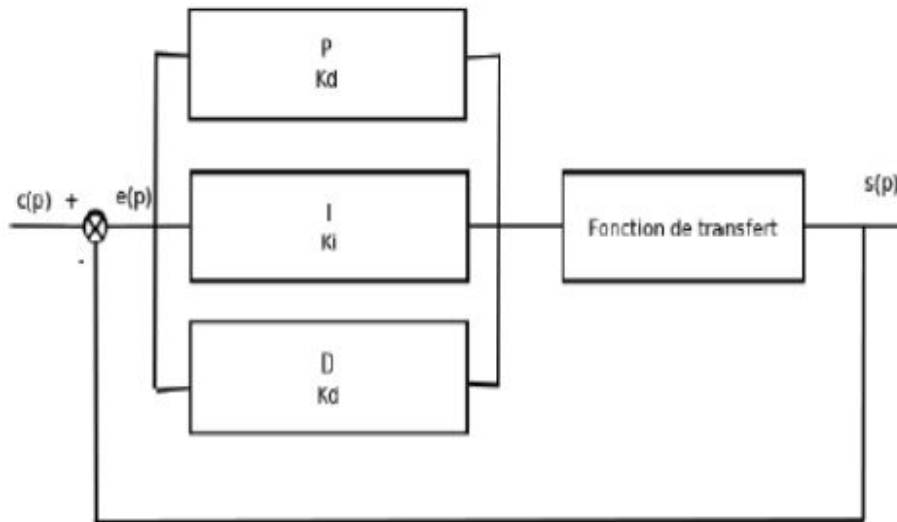 P
Kd
c(p) +
e(p)
I
Ki
Fonction de transfert
s(p)
-
D
Kd